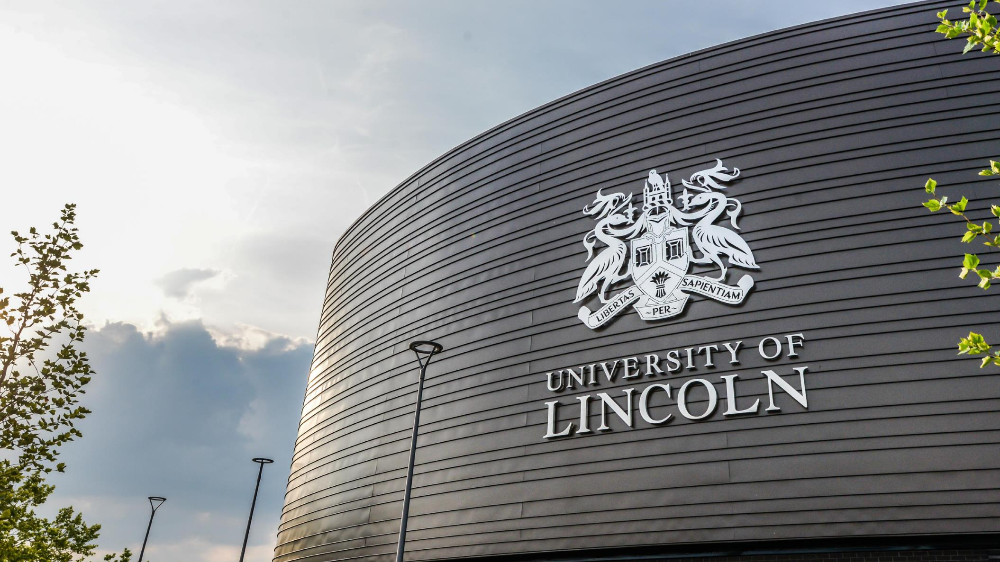 LIBERTAS
~PER~
SAPIENTIAM
UNIVERSITY OF
LINCOLN